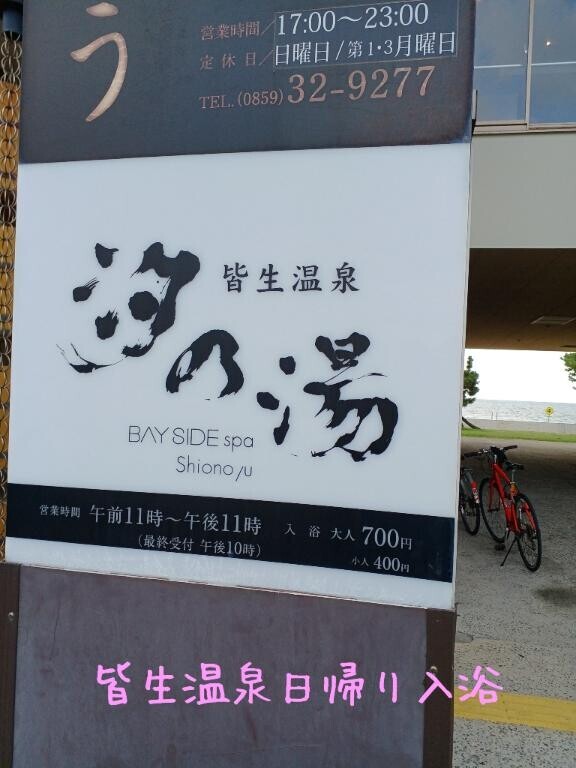 う
営業時間／17:00〜23:00
定休日／日曜日/第1・3月曜日
TEL.(0859)32-9277
皆生温泉
汐の湯
BAY SIDE spa
Shiono yu
営業時間 午前11時〜午後11時
(最終受付 午後10時)
入浴 大人 700円
小人 400円
皆生温泉日帰り入浴